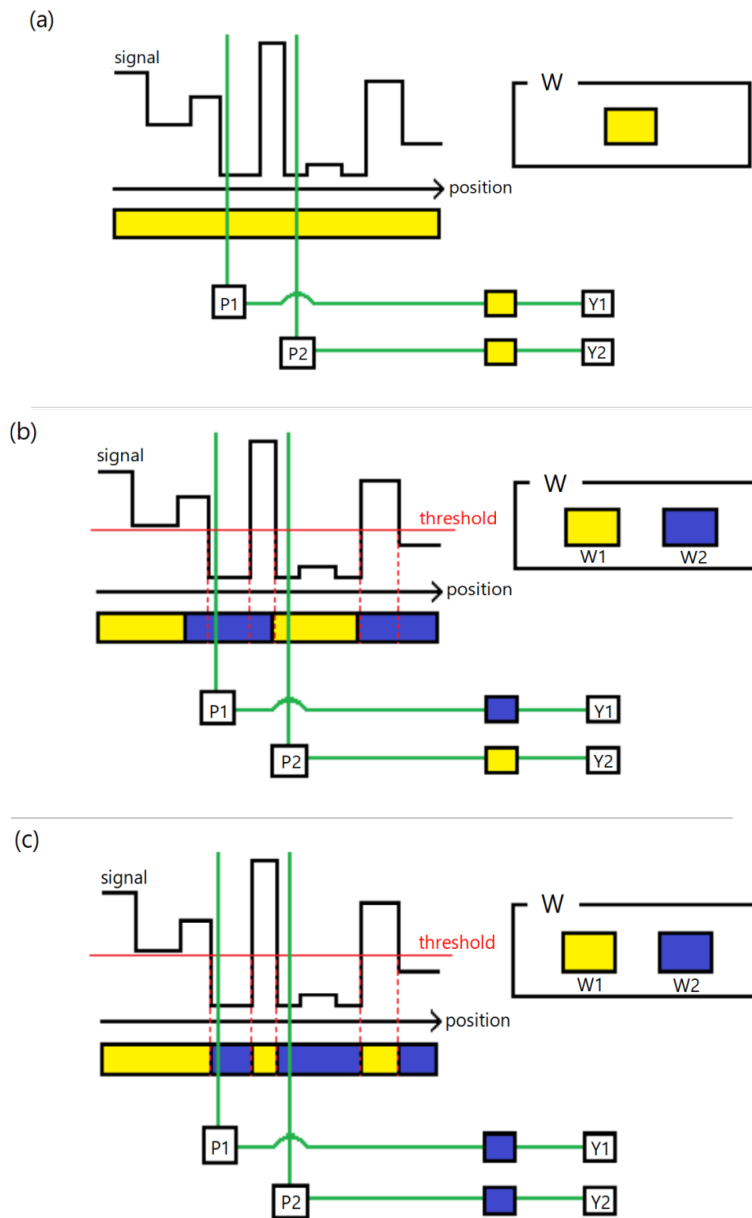 (a)
signal
W
position
P1
Y1
P2
Y2
(b)
signal
W
threshold
W1 W2
position
P1
Y1
P2
Y2
(c)
signal
W
threshold
W1 W2
position
P1
Y1
P2
Y2